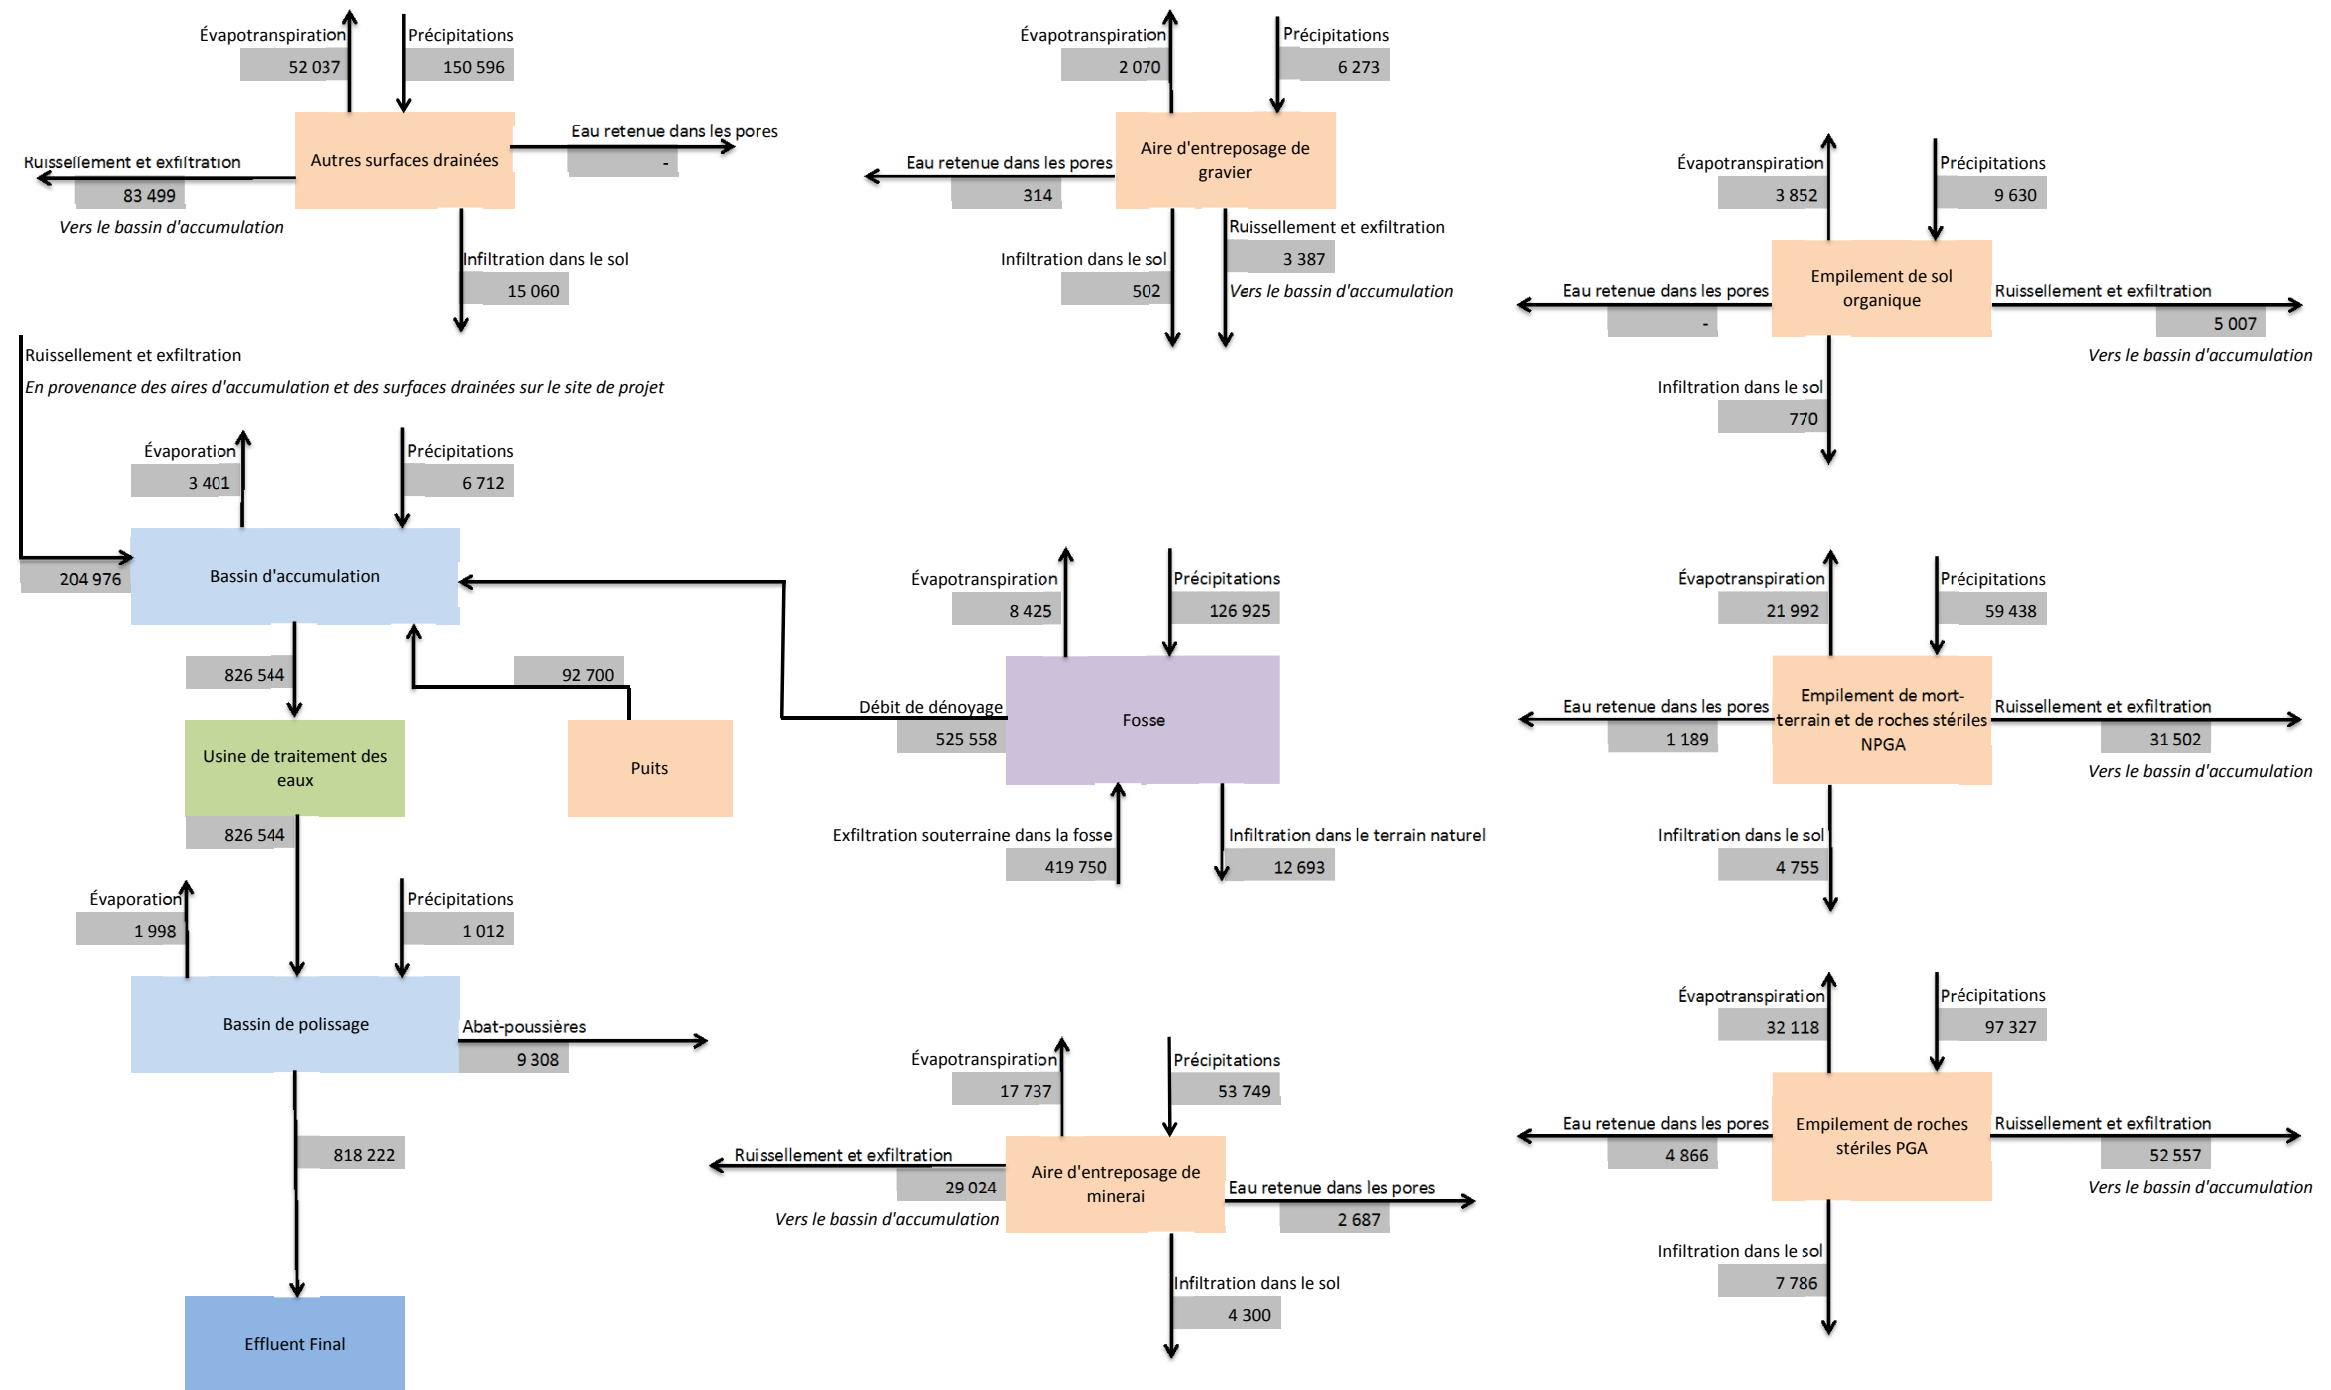 Évapotranspiration
52 037
Précipitations
150 596
Autres surfaces drainées
Eau retenue dans les pores
-
Ruissellement et exfiltration
83 499
Vers le bassin d'accumulation
Infiltration dans le sol
15 060
Évapotranspiration
2 070
Précipitations
6 273
Aire d'entreposage de
gravier
Eau retenue dans les pores
314
Infiltration dans le sol
502
Ruissellement et exfiltration
3 387
Vers le bassin d'accumulation
Évapotranspiration
3 852
Précipitations
9 630
Empilement de sol
organique
Eau retenue dans les pores
-
Ruissellement et exfiltration
5 007
Vers le bassin d'accumulation
Infiltration dans le sol
770
Ruissellement et exfiltration
En provenance des aires d'accumulation et des surfaces drainées sur le site de projet
Évaporation
3 401
Précipitations
6 712
204 976
Bassin d'accumulation
826 544
92 700
Usine de traitement des
eaux
Puits
826 544
Évaporation
1 998
Précipitations
1 012
Bassin de polissage
Abat-poussières
9 308
818 222
Effluent Final
Évapotranspiration
8 425
Précipitations
126 925
Débit de dénoyage
525 558
Fosse
Exfiltration souterraine dans la fosse
419 750
Infiltration dans le terrain naturel
12 693
Évapotranspiration
17 737
Précipitations
53 749
Ruissellement et exfiltration
29 024
Vers le bassin d'accumulation
Aire d'entreposage de
minerai
Eau retenue dans les pores
2 687
Infiltration dans le sol
4 300
Évapotranspiration
21 992
Précipitations
59 438
Eau retenue dans les pores
1 189
Empilement de mort-
terrain et de roches stériles
NPGA
Ruissellement et exfiltration
31 502
Vers le bassin d'accumulation
Infiltration dans le sol
4 755
Évapotranspiration
32 118
Précipitations
97 327
Eau retenue dans les pores
4 866
Empilement de roches
stériles PGA
Ruissellement et exfiltration
52 557
Vers le bassin d'accumulation
Infiltration dans le sol
7 786